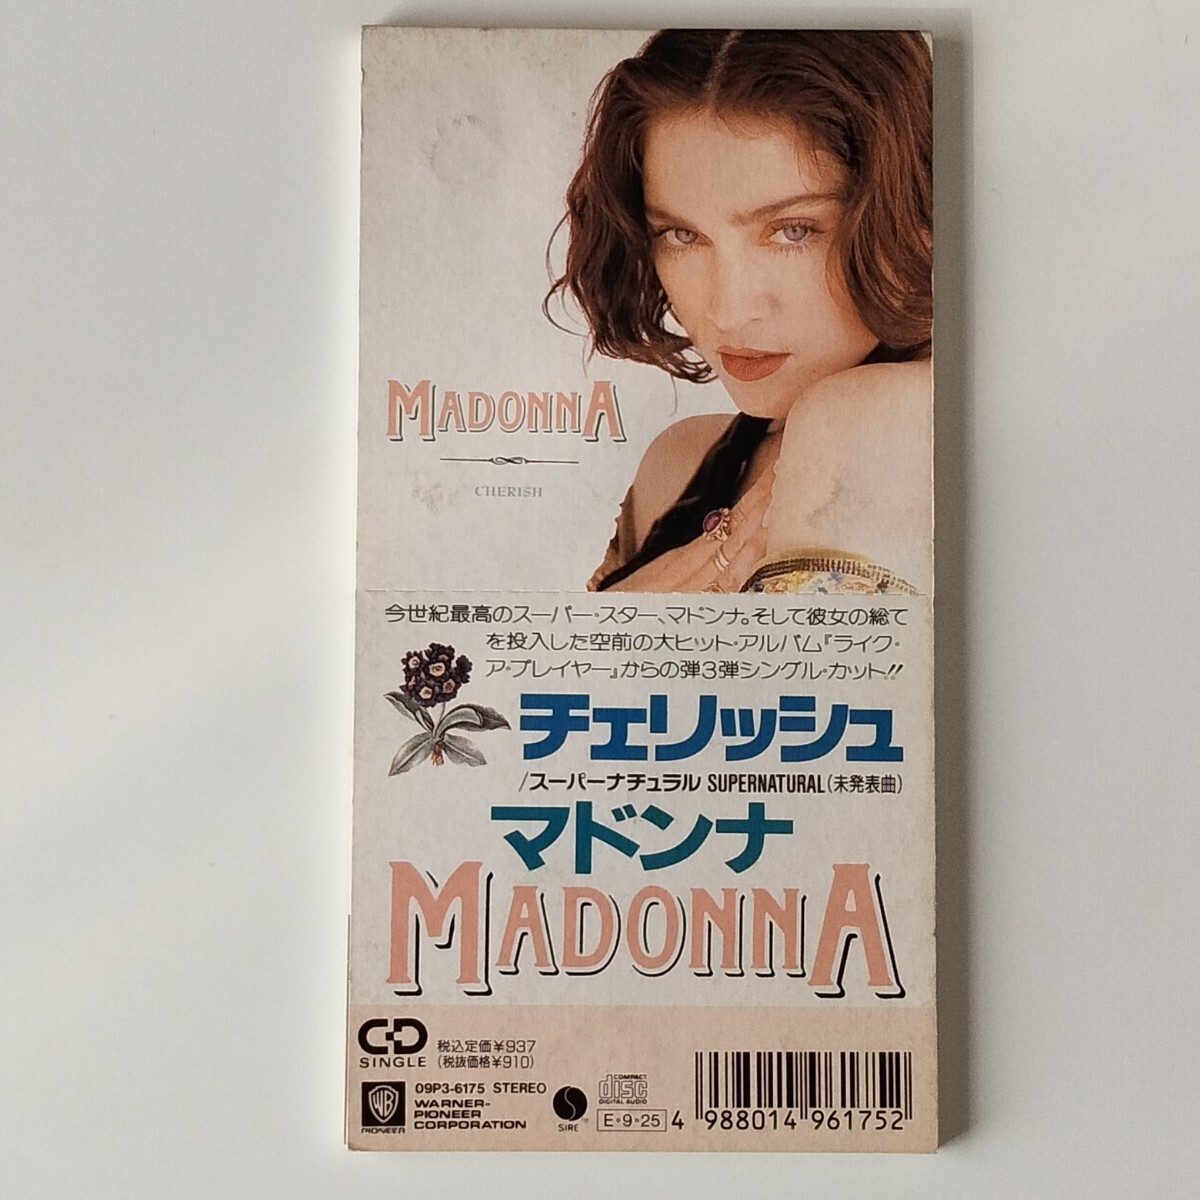 MADONNA
CHERISH
今世紀最高のスーパー・スター、マドンナ。そして彼女の総て
を投入した空前の大ヒット・アルバム『ライク・
ア・プレイヤー』からの弾3弾シングル・カット!!
チェリッシュ
/スーパーナチュラル SUPERNATURAL(未発表曲)
マドンナ
MADONNA
CD
SINGLE
税込定価¥937
(税抜価格¥910)
WB
PIONEER
09P3-6175 STEREO
WARNER-
PIONEER
CORPORATION
SIRE™
COMPACT
disc
DIGITAL AUDIO
E・9・25
4 988014 961752